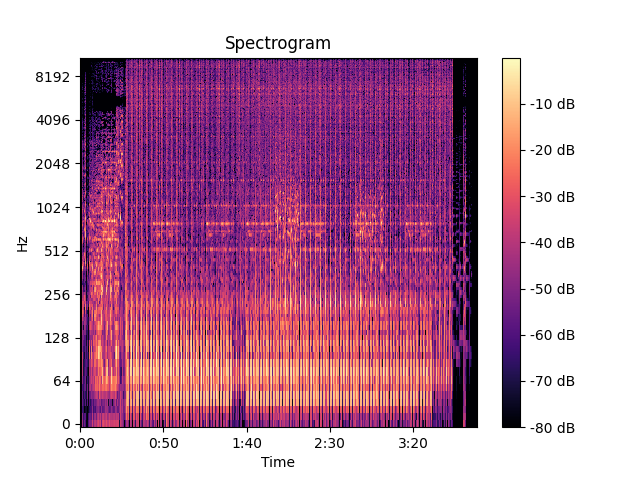 Spectrogram
8192
4096
2048
1024
512
256
128
64
0
Hz
0:00
0:50
1:40
2:30
3:20
Time
-10 dB
-20 dB
-30 dB
-40 dB
-50 dB
-60 dB
-70 dB
-80 dB